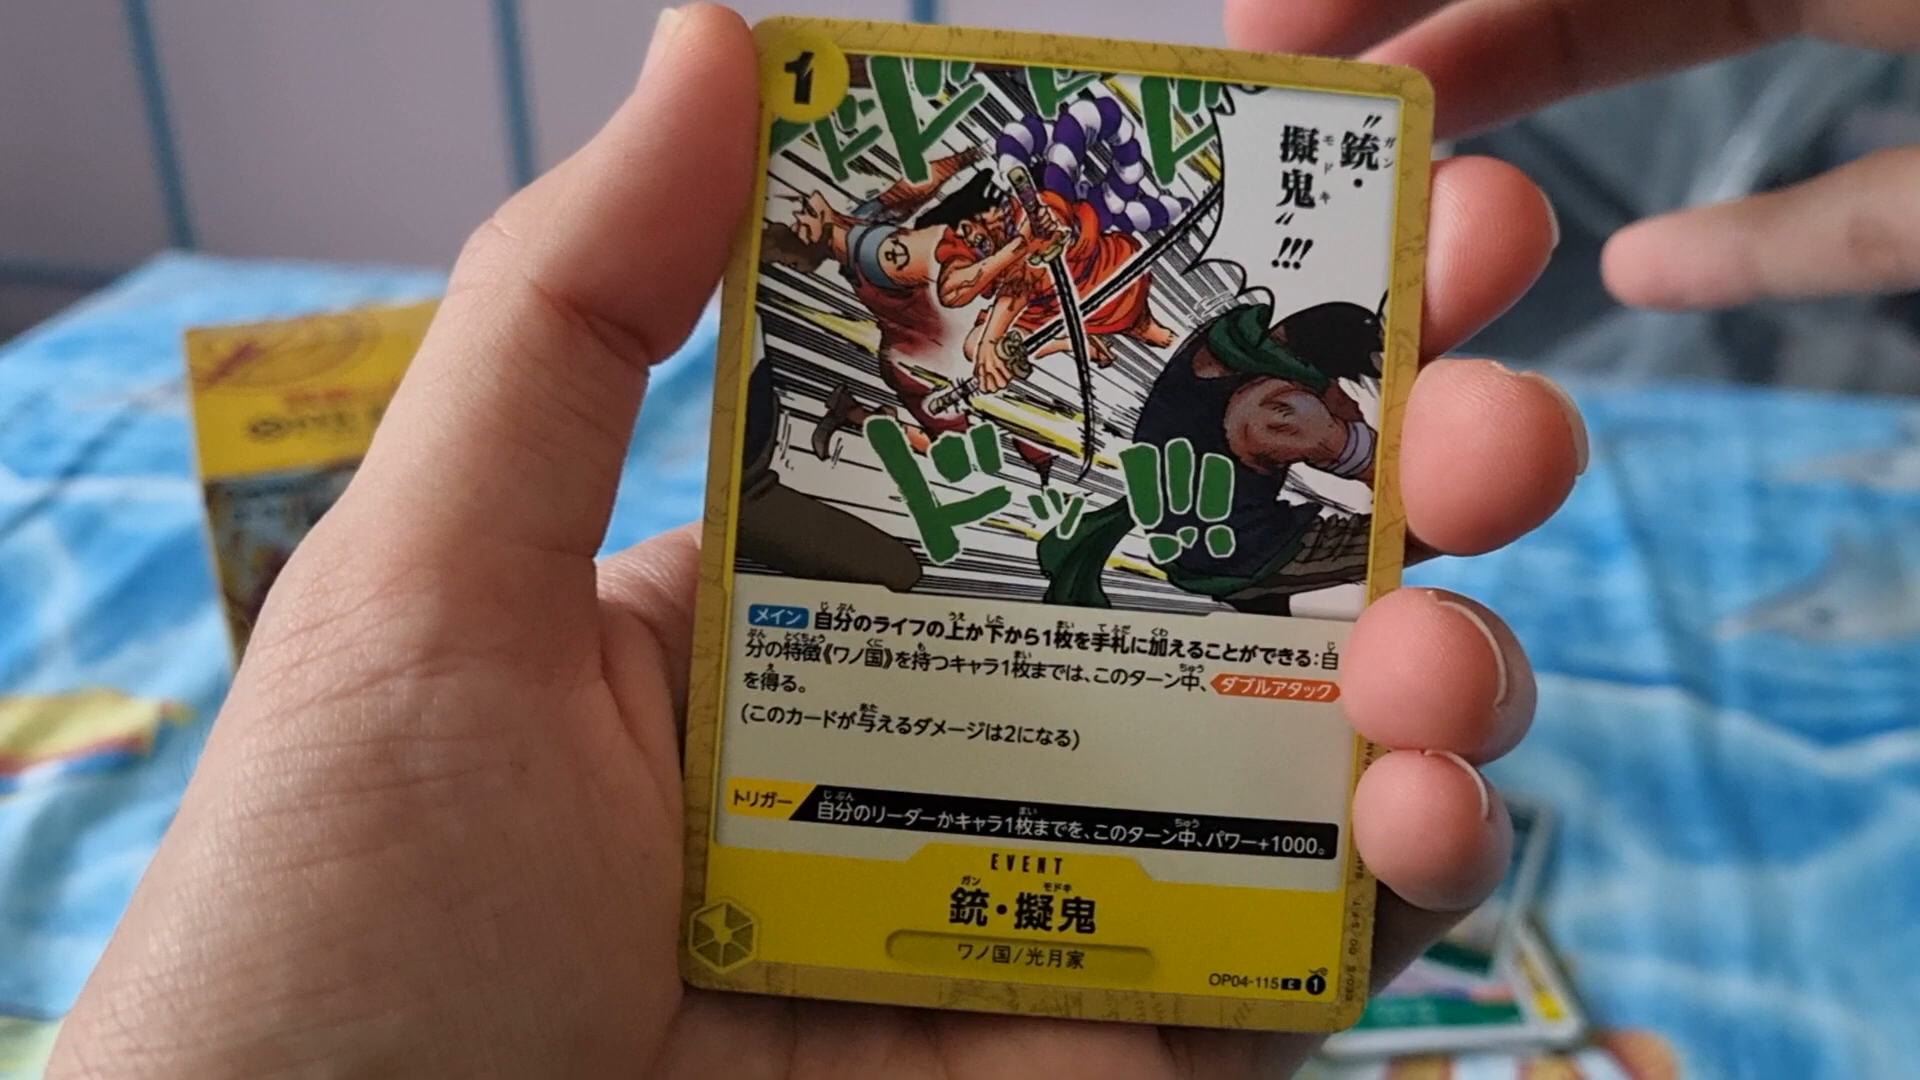 1
"銃・
擬鬼"!!!
ドドドド
ドッ!!!
メイン 自分のライフの上か下から1枚を手札に加えることができる:自
分の特徴《ワノ国》を持つキャラ1枚までは、このターン中、ダブルアタック
を得る。
(このカードが与えるダメージは2になる)
トリガー 自分のリーダーかキャラ1枚までを、このターン中、パワー+1000。
EVENT
銃・擬鬼
ガン モドキ
ワノ国/光月家
OP04-115 C 1